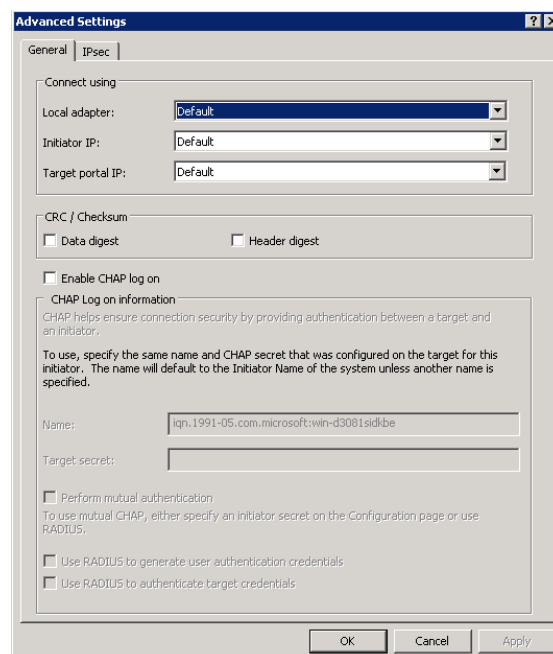 Advanced Settings
General
IPsec
Connect using
Local adapter:
Default
Initiator IP:
Default
Target portal IP:
Default
CRC / Checksum
Data digest
Header digest
Enable CHAP log on
CHAP Log on information
CHAP helps ensure connection security by providing authentication between a target and
an initiator.
To use, specify the same name and CHAP secret that was configured on the target for this
initiator. The name will default to the Initiator Name of the system unless another name is
specified.
Name:
iqn.1991-05.com.microsoft:win-d3081sidkbe
Target secret:
Perform mutual authentication
To use mutual CHAP, either specify an initiator secret on the Configuration page or use
RADIUS.
Use RADIUS to generate user authentication credentials
Use RADIUS to authenticate target credentials
OK
Cancel
Apply